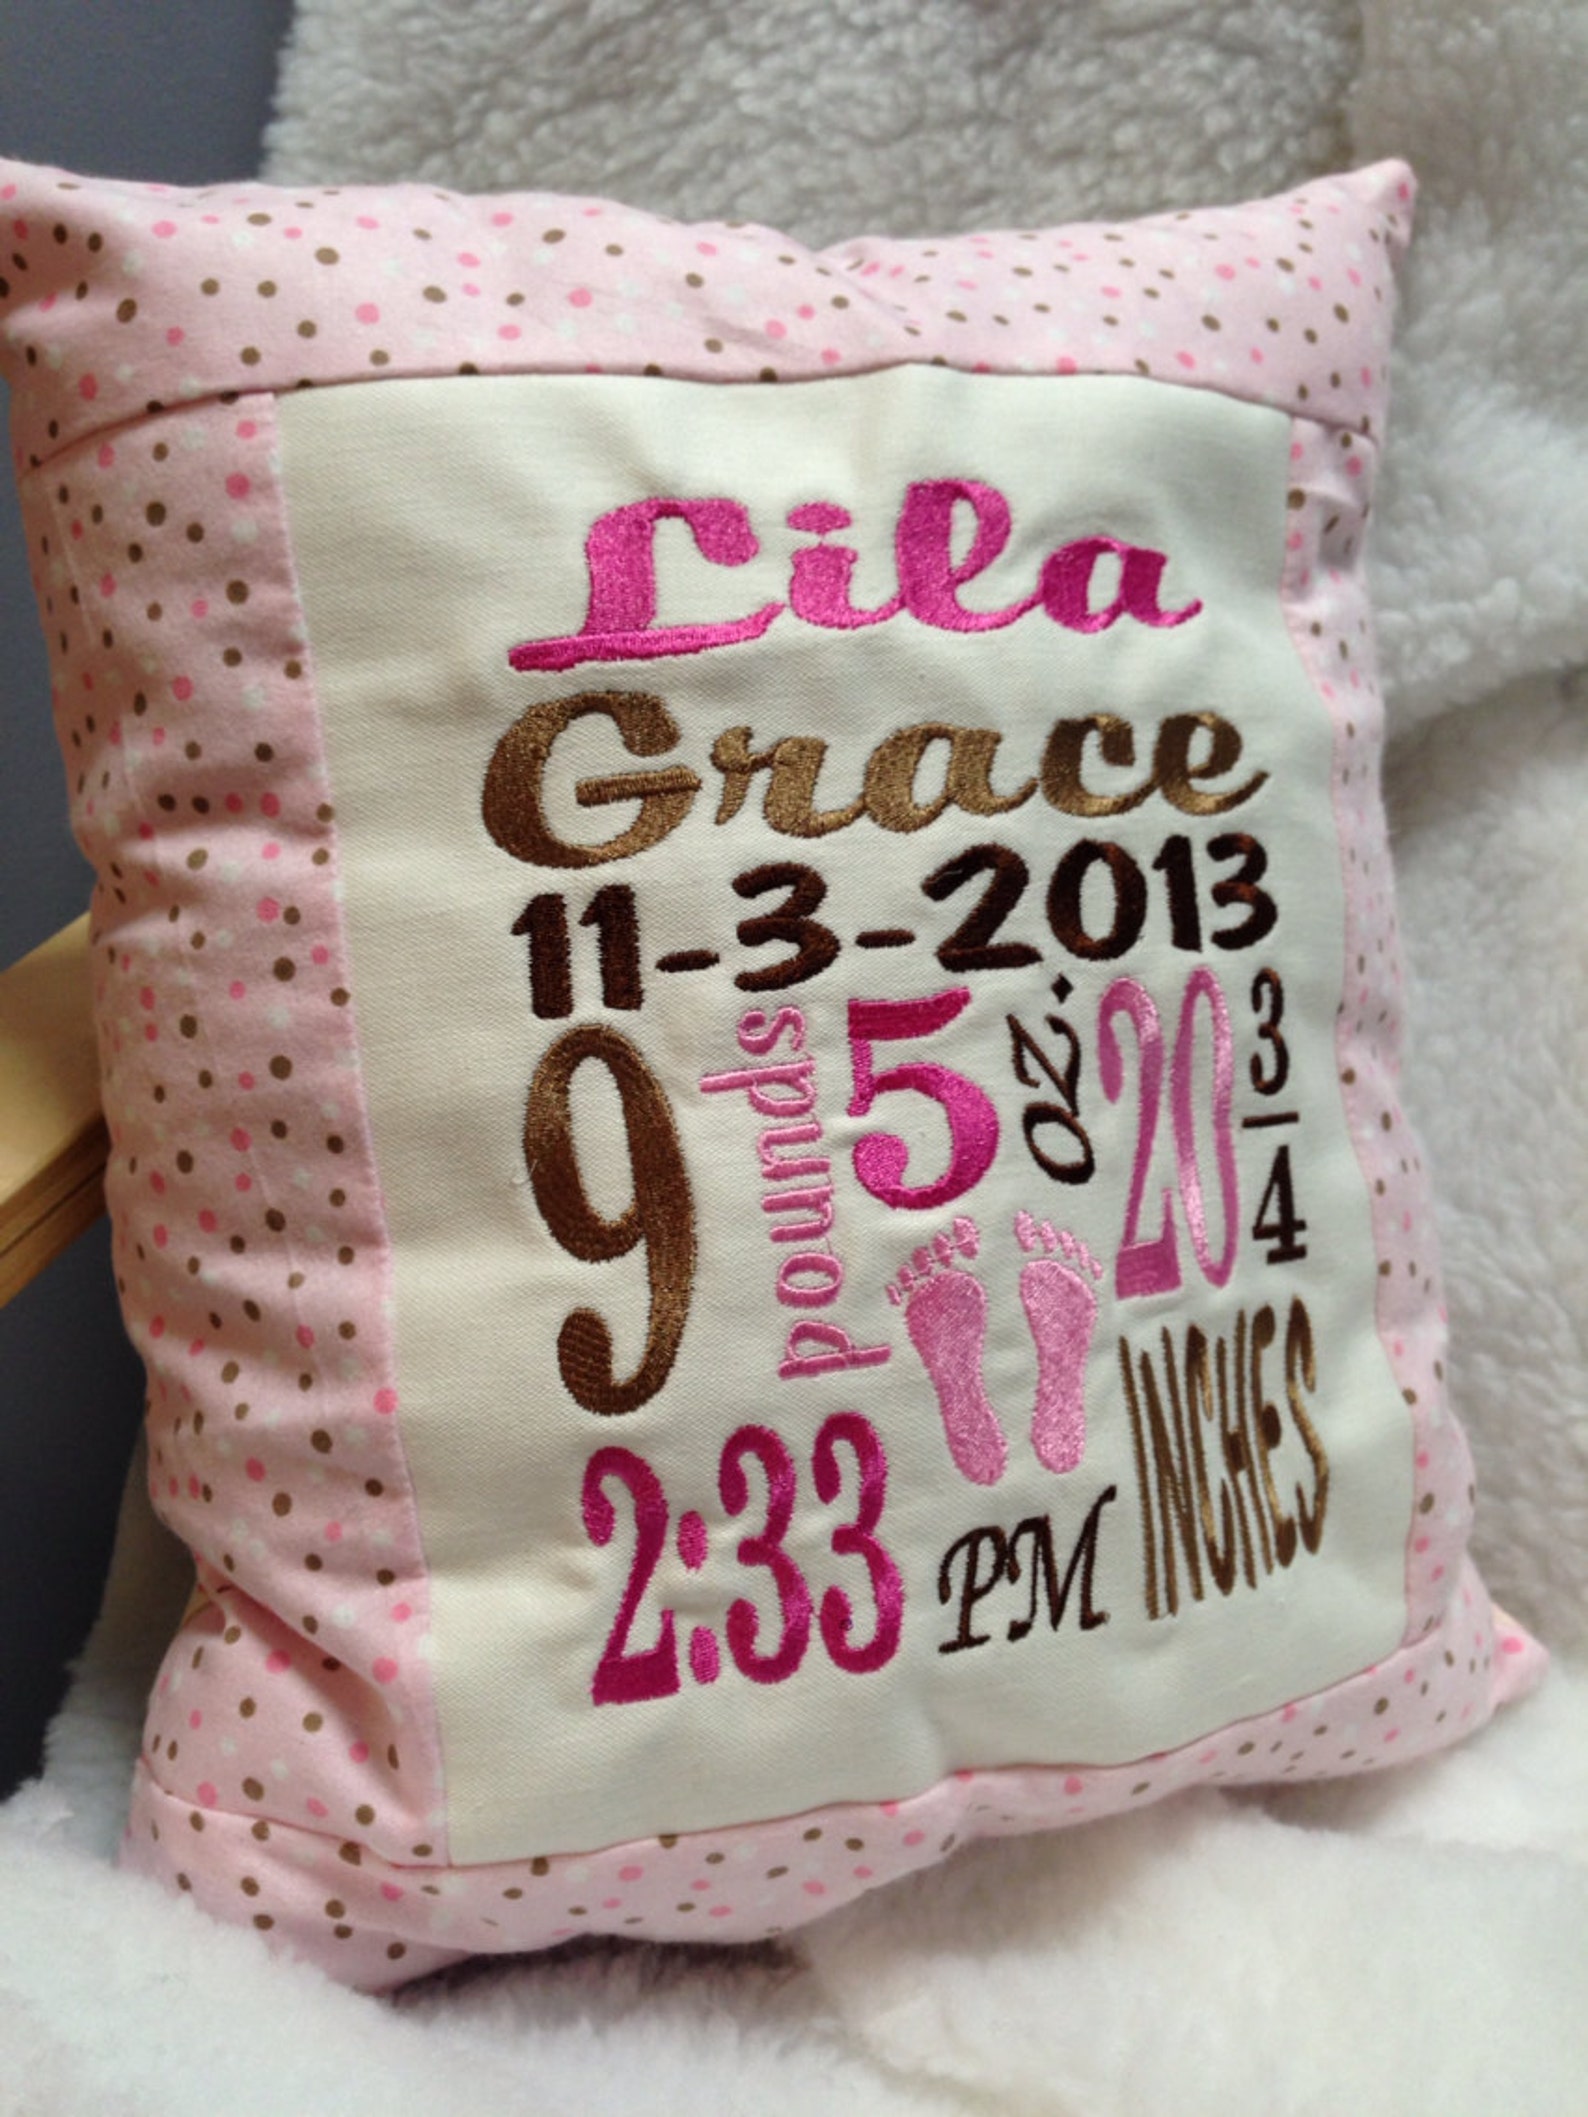 Lila
Grace
11-3-2013
9 pounds 5 oz. 20 3/4
INCHES
2:33 PM